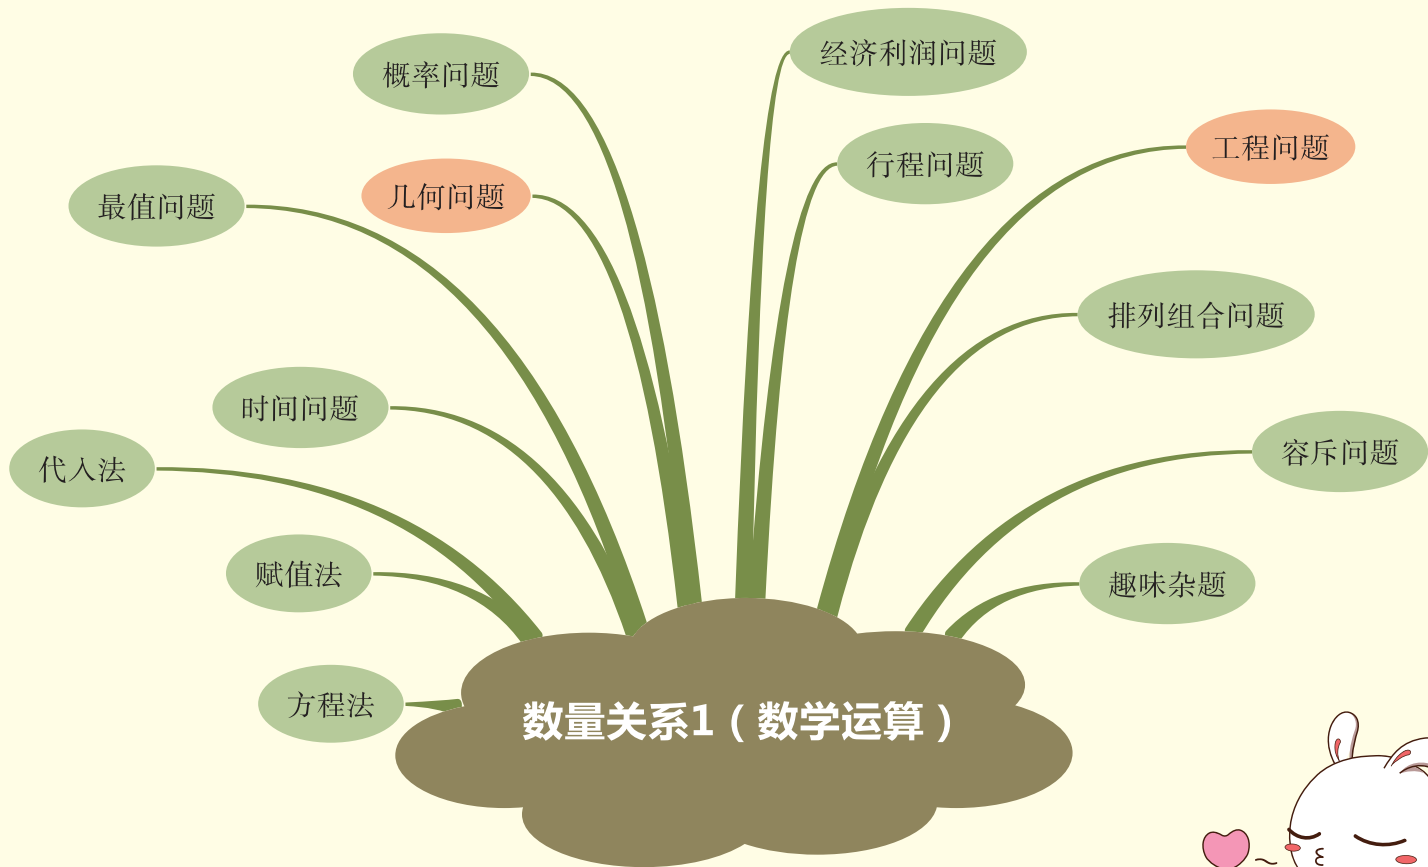 经济利润问题
概率问题
工程问题
行程问题
几何问题
最值问题
排列组合问题
时间问题
容斥问题
代入法
赋值法
趣味杂题
方程法
数量关系1（数学运算）